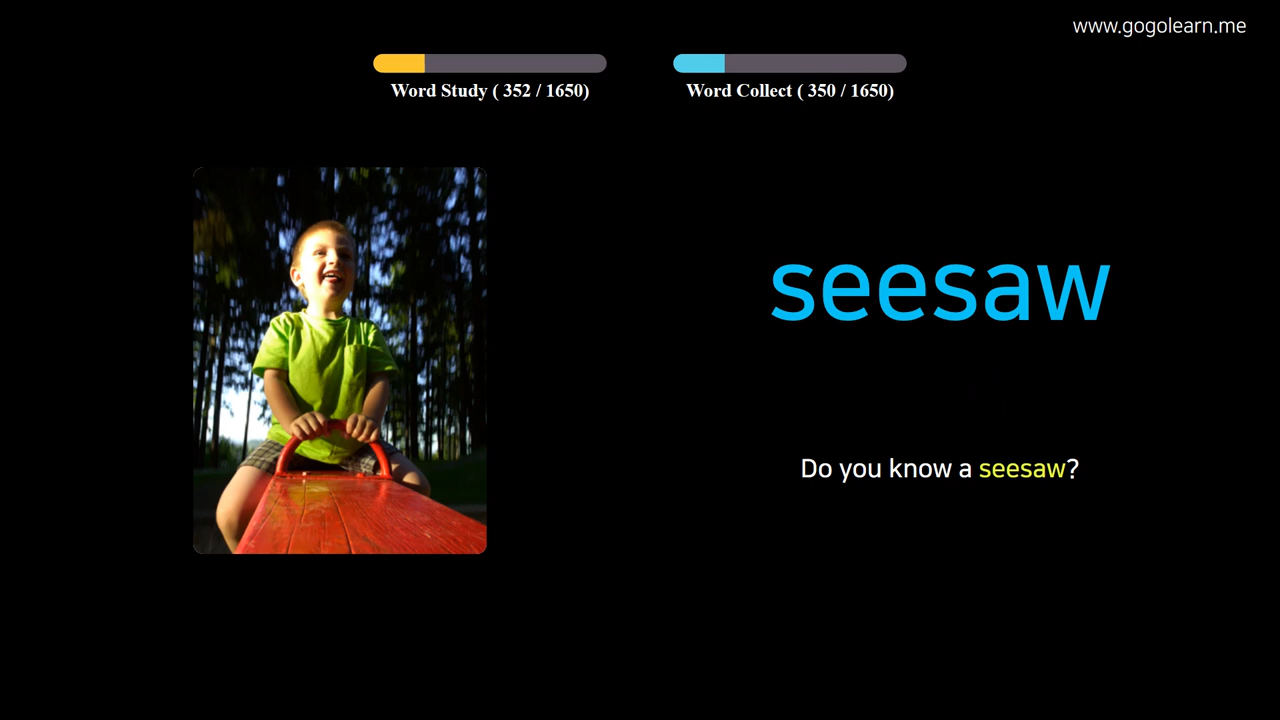 www.gogolearn.me
Word Study ( 352 / 1650)
Word Collect ( 350 / 1650)
seesaw
Do you know a seesaw?